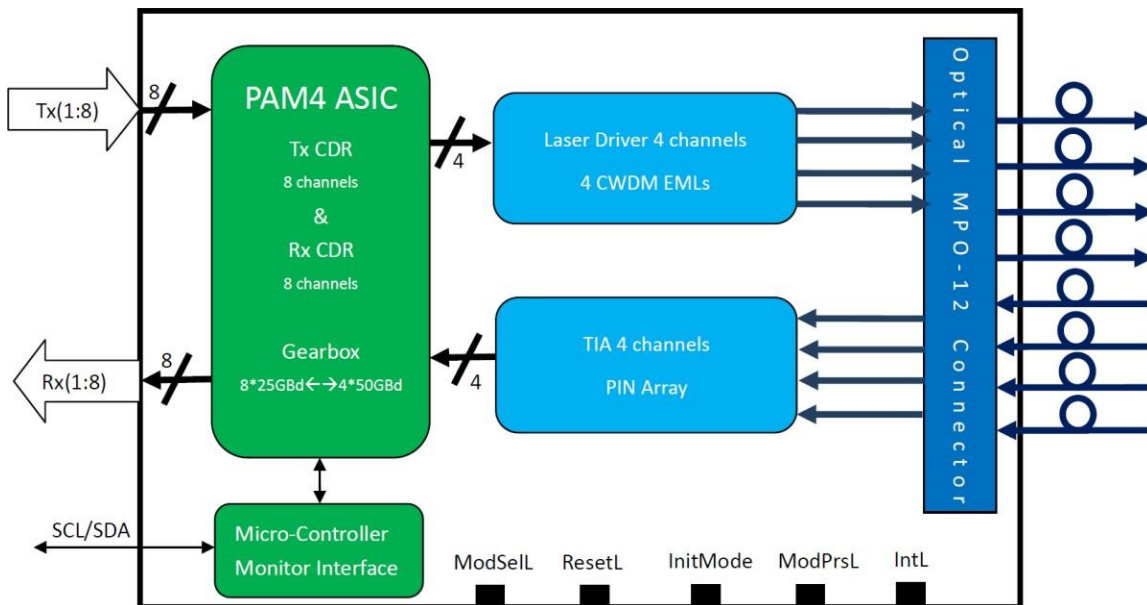 Tx(1:8)
8
PAM4 ASIC
Tx CDR
8 channels
&
Rx CDR
8 channels
Gearbox
8*25GBd←→4*50GBd
4
Laser Driver 4 channels
4 CWDM EMLs
Optical MPO-12 Connector
Rx(1:8)
8
4
TIA 4 channels
PIN Array
SCL/SDA
Micro-Controller
Monitor Interface
ModSelL
ResetL
InitMode
ModPrsL
IntL